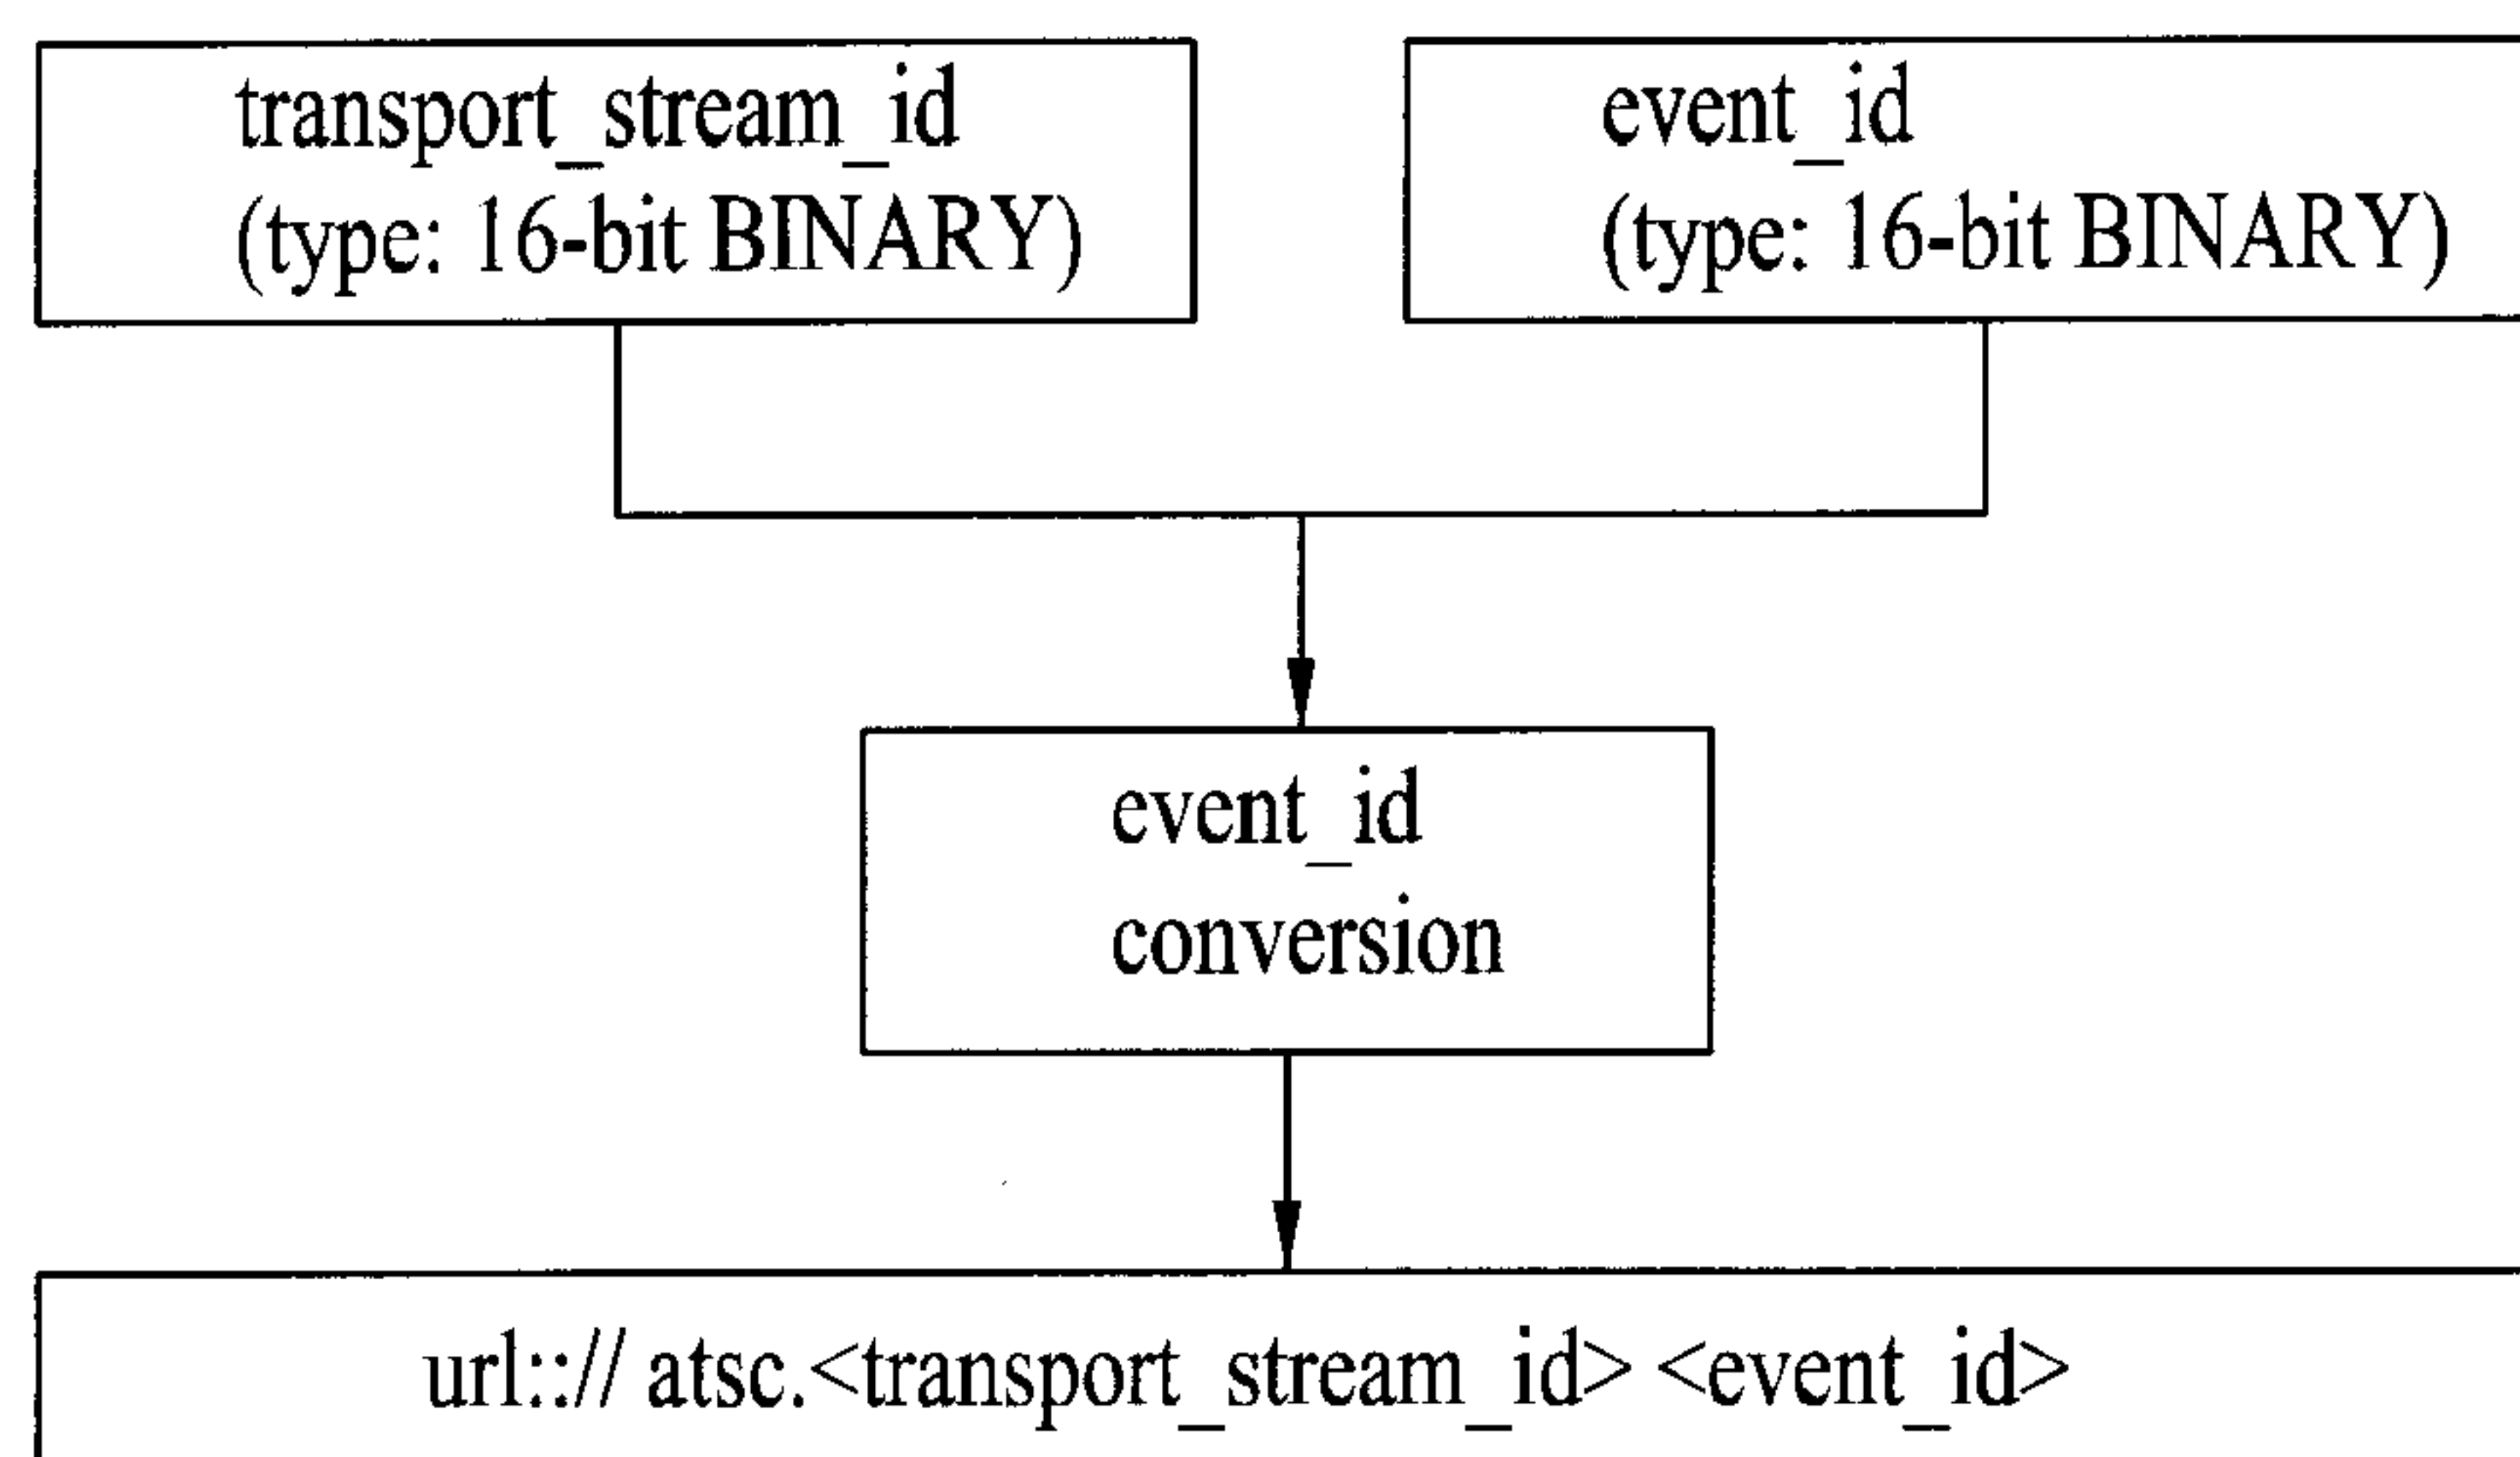 transport_stream_id
(type: 16-bit BINARY)
event_id
(type: 16-bit BINARY)
event_id
conversion
url::// atsc.<transport_stream_id> <event_id>